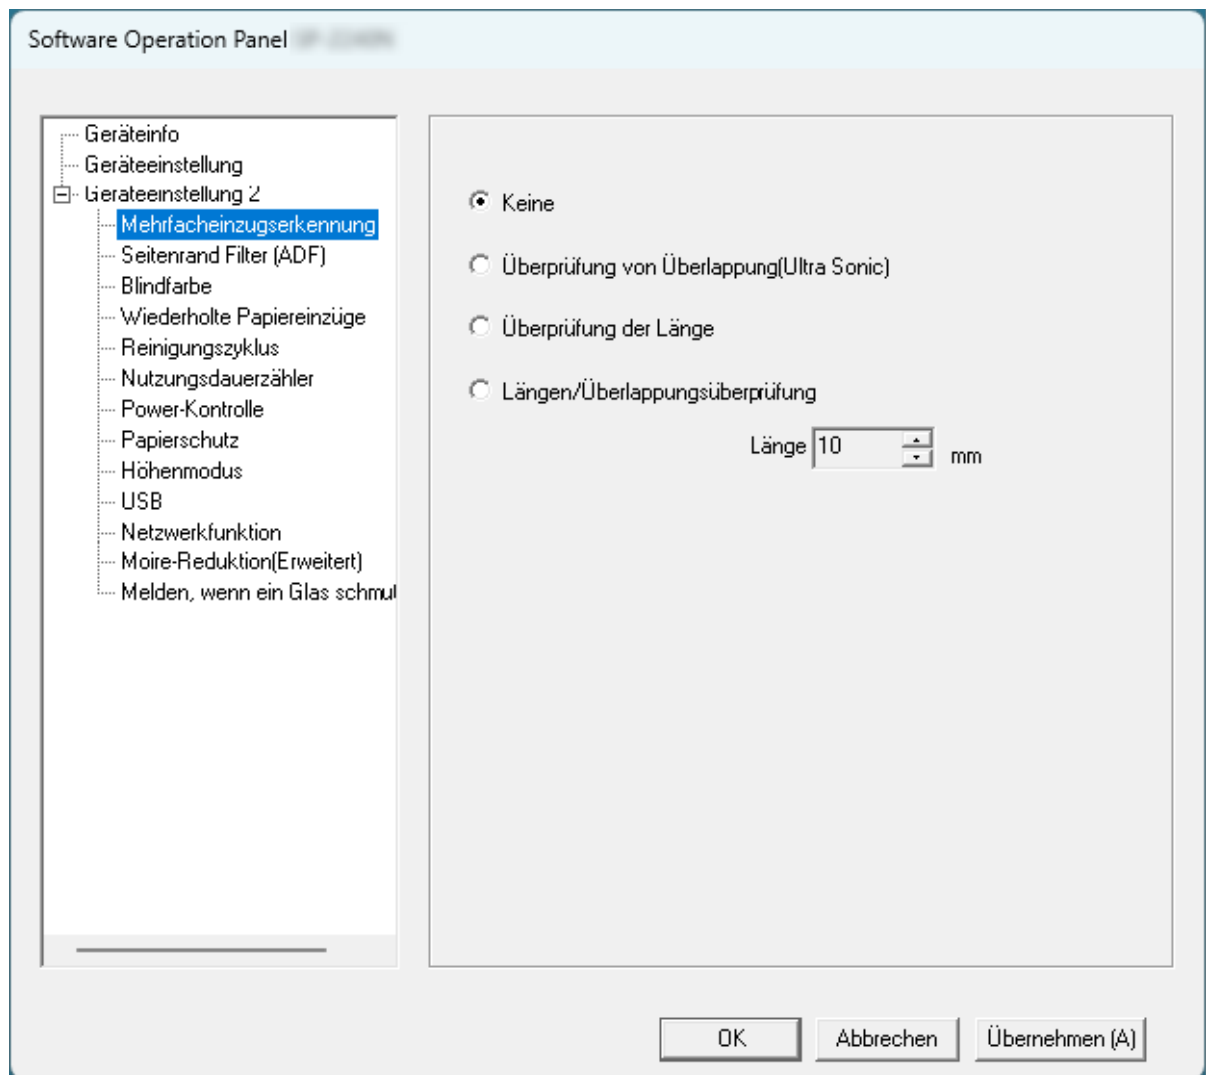 Software Operation Panel
Geräteinfo
Geräteeinstellung
Geräteeinstellung 2
Mehrfacheinzugserkennung
Seitenrand Filter (ADF)
Blindfarbe
Wiederholte Papiereinzüge
Reinigungszyklus
Nutzungsdauerzähler
Power-Kontrolle
Papierschutz
Höhenmodus
USB
Netzwerkfunktion
Moire-Reduktion(Erweitert)
Melden, wenn ein Glas
Keine
Überprüfung von Überlappung(Ultra Sonic)
Überprüfung der Länge
Längen/Überlappungsüberprüfung
Länge 10 mm
OK Abbrechen Übernehmen (A)